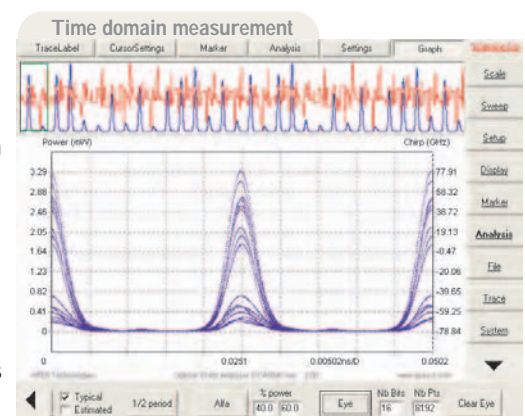 Time domain measurement
TraceLabel CursorSettings Marker Analysis Settings Graph
Scale
Sweep
Setup
Display
Marker
Analysis
File
Trace
System
Power (mW) Chirp (GHz)
3.29 77.91
2.88 58.32
2.45 38.72
2.05 19.13
1.64 -0.47
1.23 -20.06
0.82 -39.65
0.41 -59.25
0 -78.84
0 0.0251 0.00502ns/D 0.0502
Typical
Estimated
1/2 period
Alfa
% power
40.0 60.0
Eye
Nb Bits Nb Pts
16 8192
Clear Eye